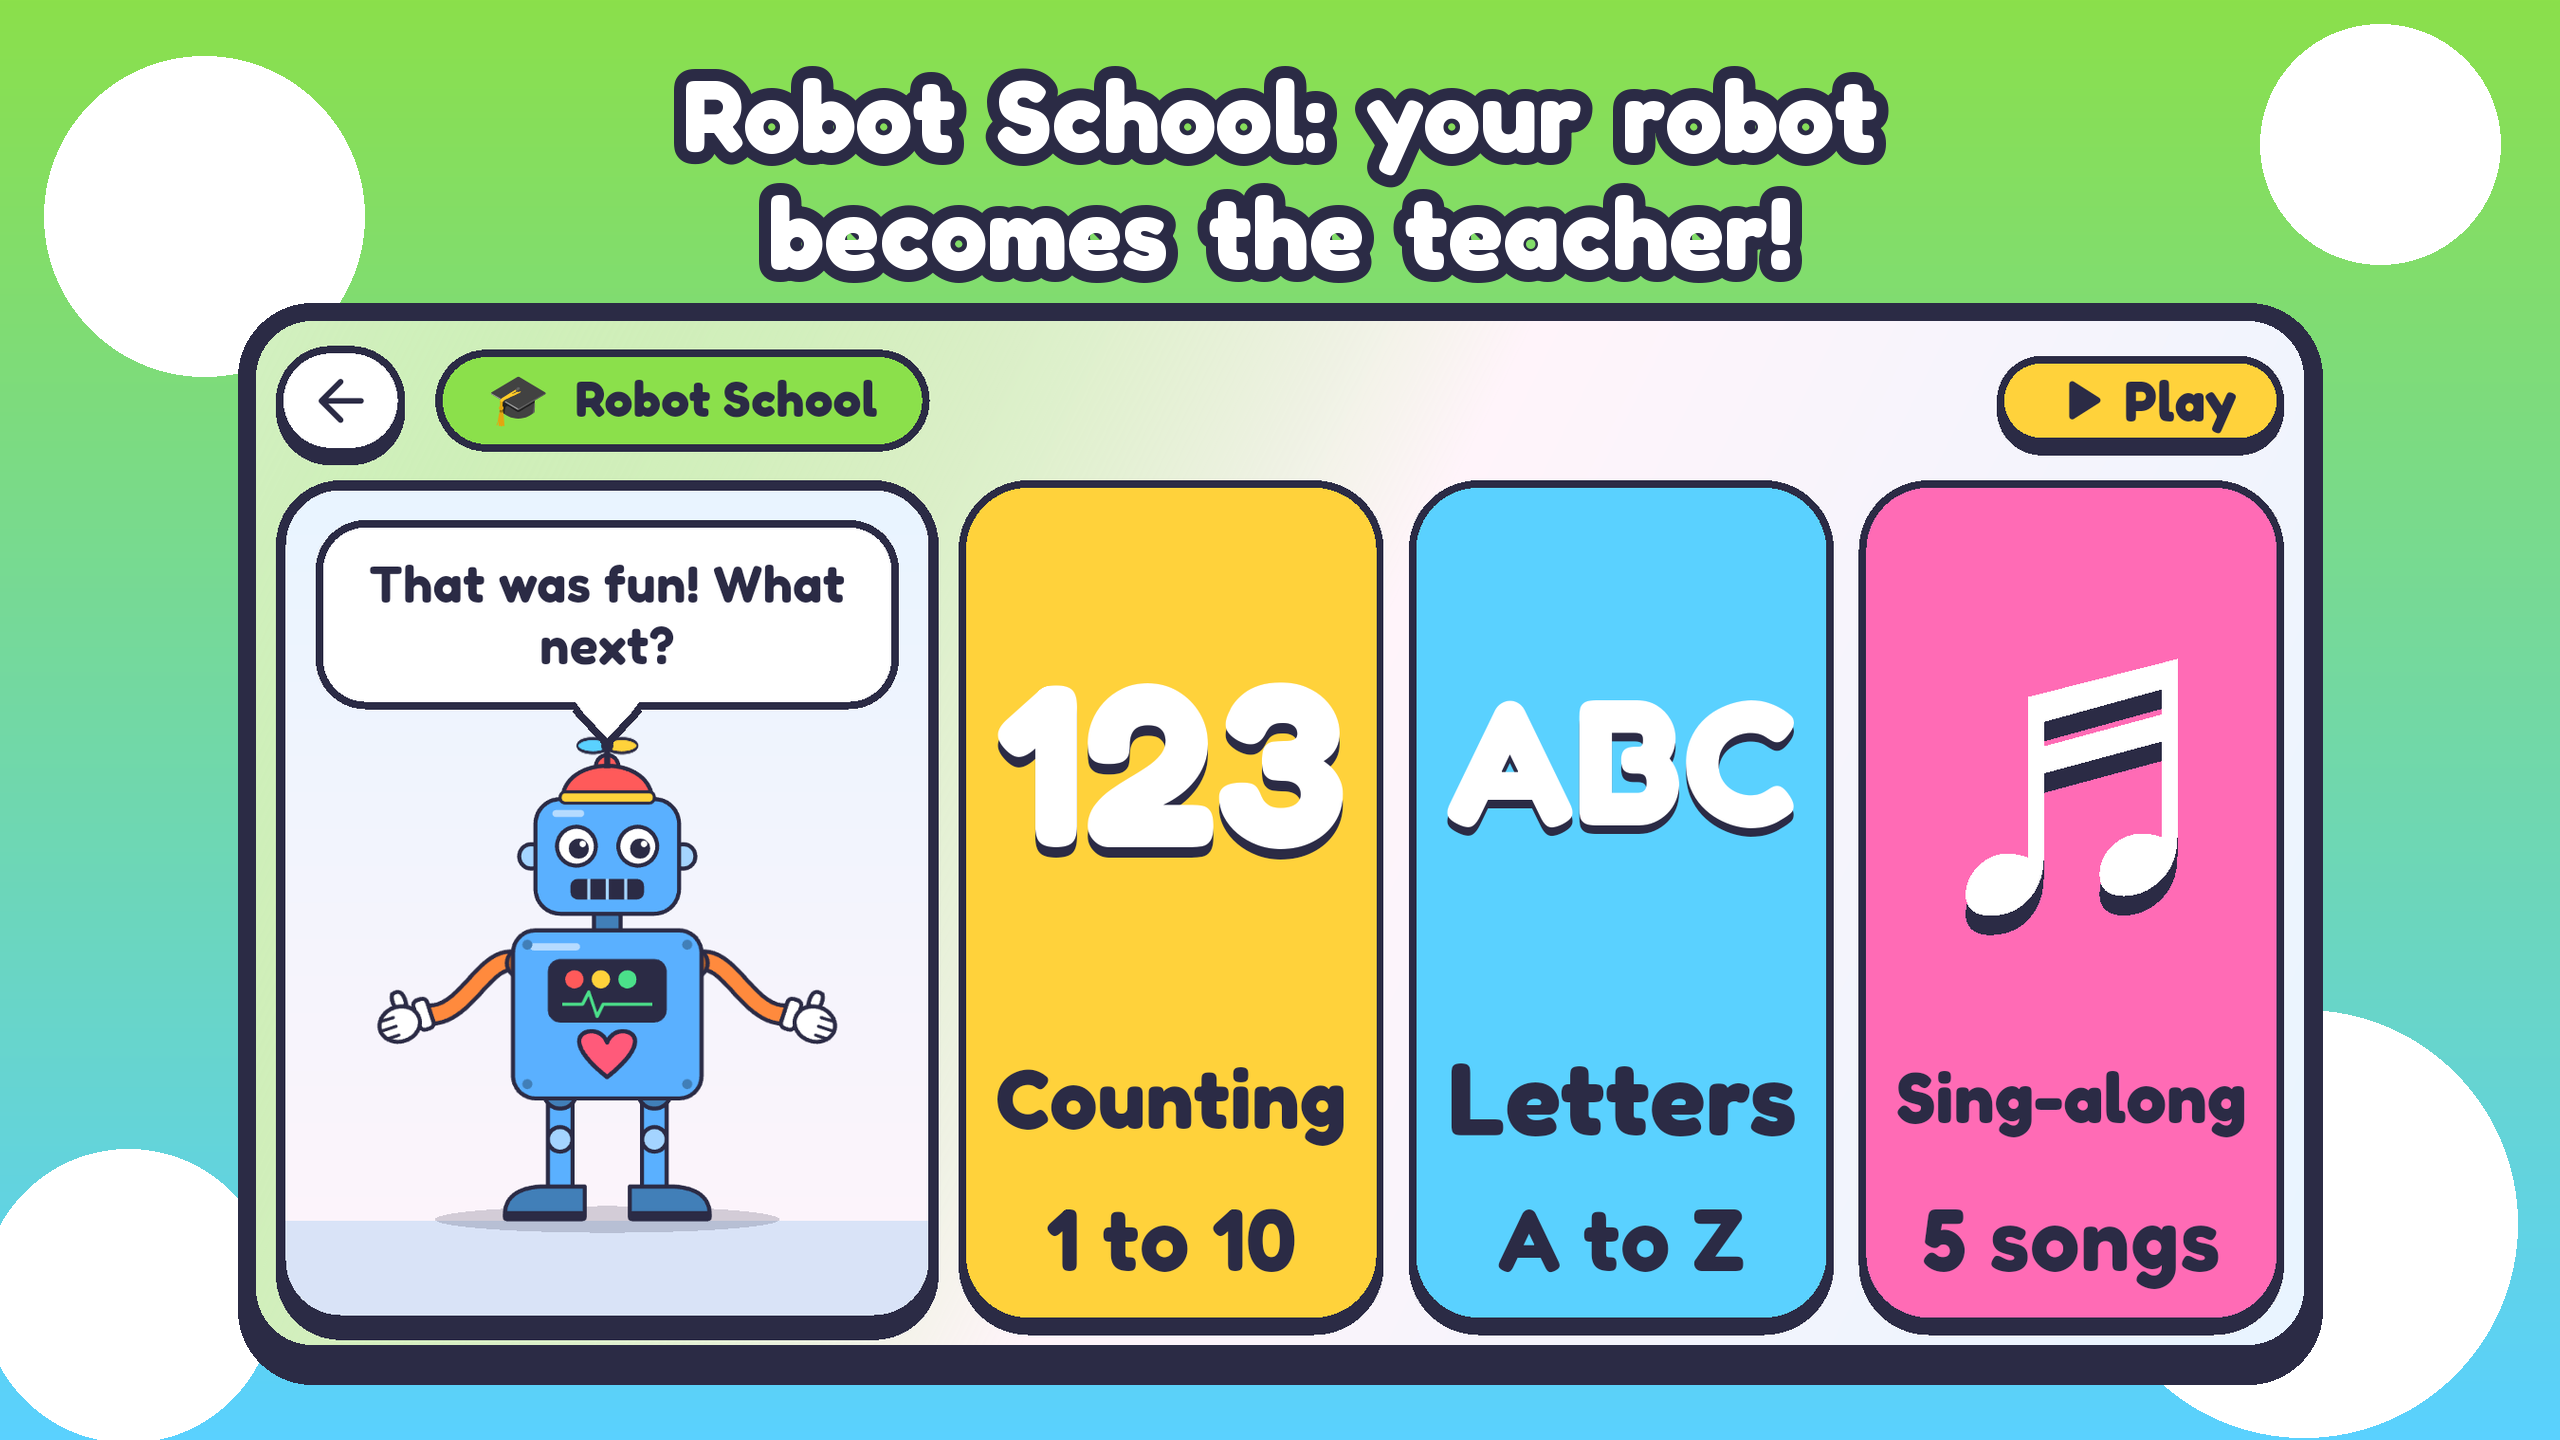 Robot School: your robot
becomes the teacher!
Robot School
Play
That was fun! What
next?
123
Counting
1 to 10
ABC
Letters
A to Z
Sing-along
5 songs